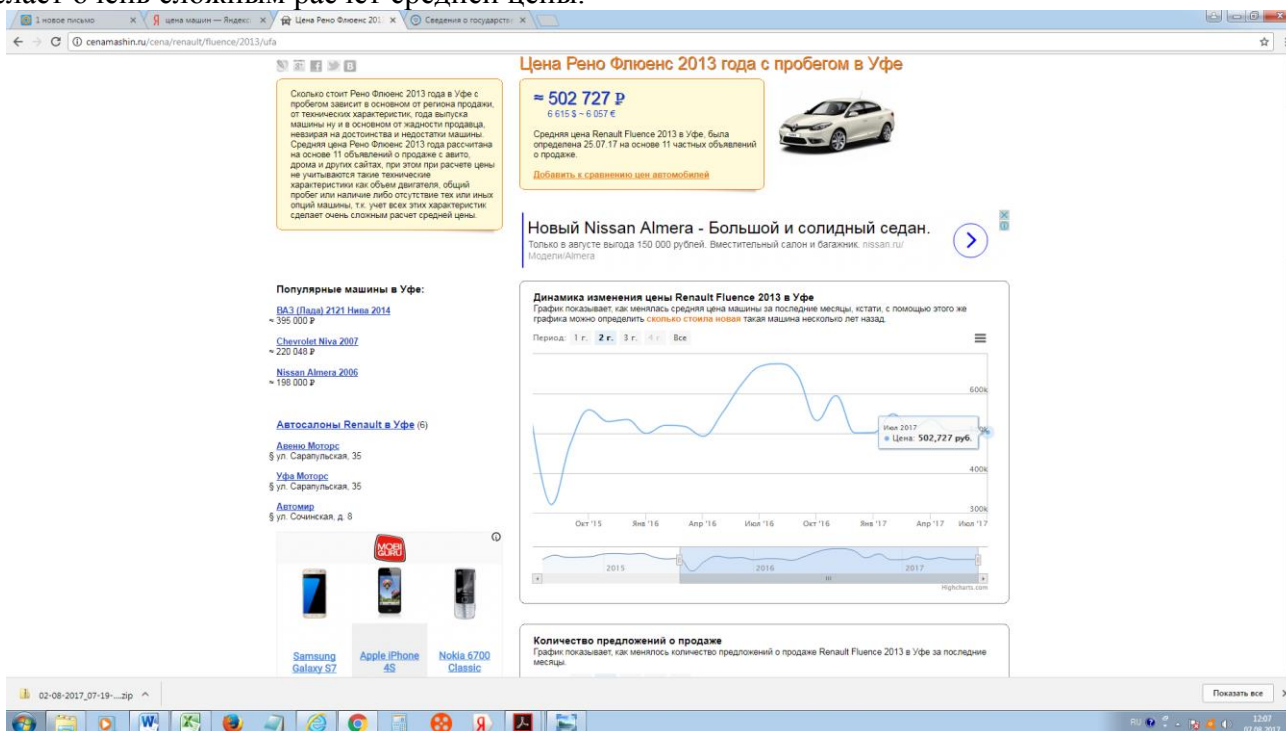 лает очень сложным расчет средней цены.
1 новое письмо
цена машин — Яндекс
Цена Рено Флюенс 201
Сведения о государст
cenamashin.ru/cena/renault/fluence/2013/ufa
Сколько стоит Рено Флюенс 2013
года в Уфе с
пробегом зависит в основном от региона продажи,
от технических характеристик, года выпуска
машины ну и в основном от жадности продавца,
невзирая на достоинства и недостатки машины.
Средняя цена Рено Флюенс 2013 года рассчитана
на основе 11 объявлений о продаже с авито,
дрома и других сайтах, при этом при расчете цены
не учитываются такие технические
характеристики как объем двигателя, общий
пробег или наличие либо отсутствие тех или иных
опций машины, т.к. учет всех этих характеристик
сделает очень сложным расчет средней цены.
Популярные машины в Уфе:
ВАЗ (Лада) 2121 Нива 2014
≈ 395 000 ₽
Chevrolet Niva 2007
≈ 220 048 ₽
Nissan Almera 2006
≈ 198 000 ₽
Автосалоны Renault в Уфе (6)
Авеню Моторс
§ ул. Сарапульская, 35
Уфа Моторс
§ ул. Сарапульская, 35
Автомир
§ ул. Сочинская, д. 8
MOBI
GURU
Samsung
Galaxy S7
Apple iPhone
4S
Nokia 6700
Classic
Цена Рено Флюенс 2013 года с пробегом в Уфе
≈ 502 727 ₽
6 615 $ ~ 6 057 €
Средняя цена Renault Fluence 2013 в Уфе, была
определена 25.07.17 на основе 11 частных объявлений
о продаже.
Добавить к сравнению цен автомобилей
Новый Nissan Almera - Большой и солидный седан.
Только в августе выгода 150 000 рублей. Вместительный салон и багажник. nissan.ru/
Модели/Almera
Динамика изменения цены Renault Fluence 2013 в Уфе
График показывает, как менялась средняя цена машины за последние месяцы, кстати, с помощью этого же
графика можно определить сколько стоила новая такая машина несколько лет назад.
Период: 1 г. 2 г. 3 г. 4 г. Все
600k
Июл 2017
Цена: 502,727 руб.
400k
300k
Окт '15 Янв '16 Апр '16 Июл '16 Окт '16 Янв '17 Апр '17 Июл '17
2015 2016 2017
Highcharts.com
Количество предложений о продаже
График показывает, как менялось количество предложений о продаже Renault Fluence 2013 в Уфе за последние
месяцы.
02-08-2017_07-19-....zip
Показать все
RU
12:07
07.08.2017